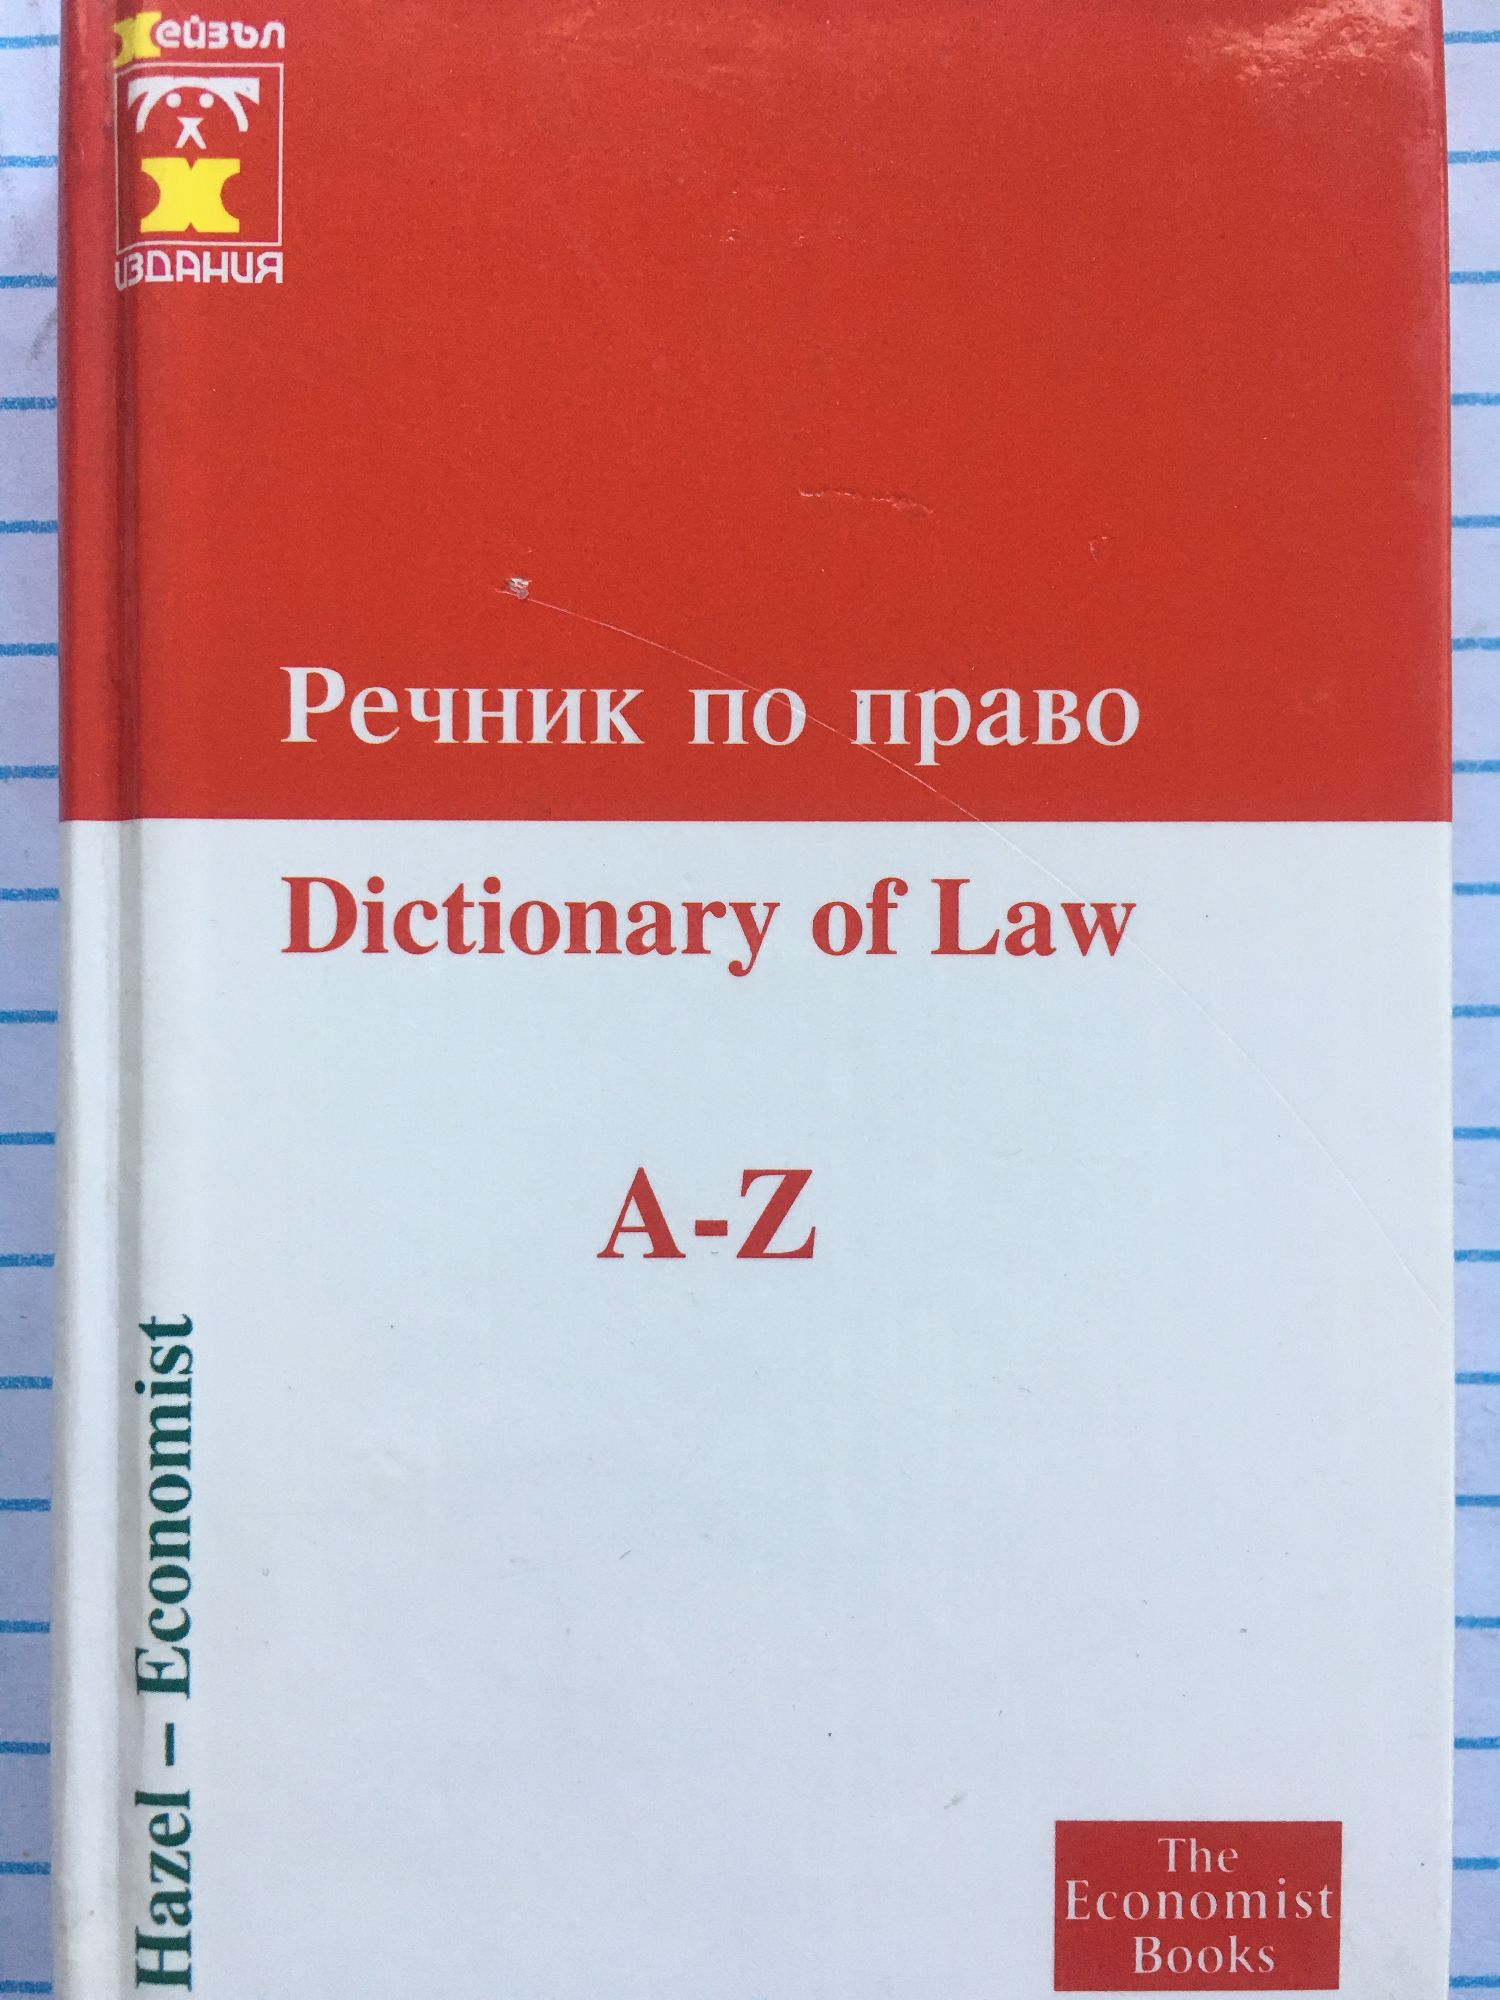 Хейзъл
Х
издания
Речник по право
Dictionary of Law
A-Z
Hazel – Economist
The
Economist
Books